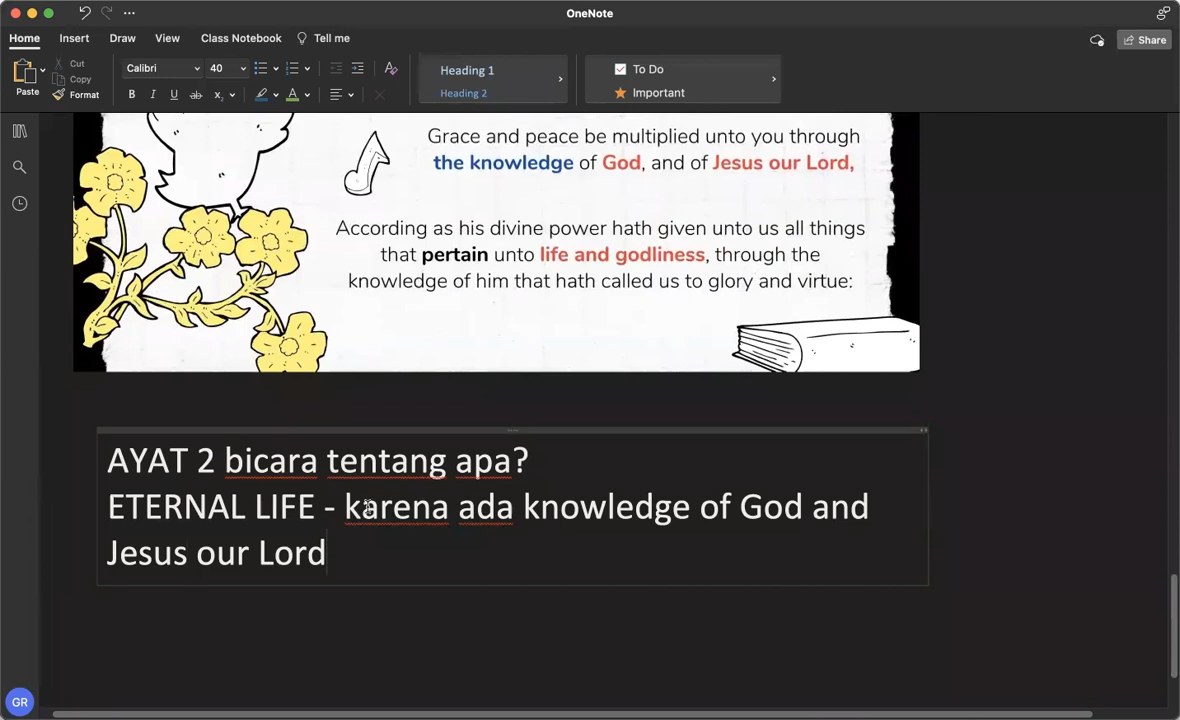 OneNote
Home Insert Draw View Class Notebook Tell me
Share
Paste
Cut
Copy
Format
Calibri 40
Heading 1
Heading 2
To Do
Important
B I U ab x₂ A
Grace and peace be multiplied unto you through
the knowledge of God, and of Jesus our Lord,
According as his divine power hath given unto us all things
that pertain unto life and godliness, through the
knowledge of him that hath called us to glory and virtue:
AYAT 2 bicara tentang apa?
ETERNAL LIFE - karena ada knowledge of God and
Jesus our Lord
GR